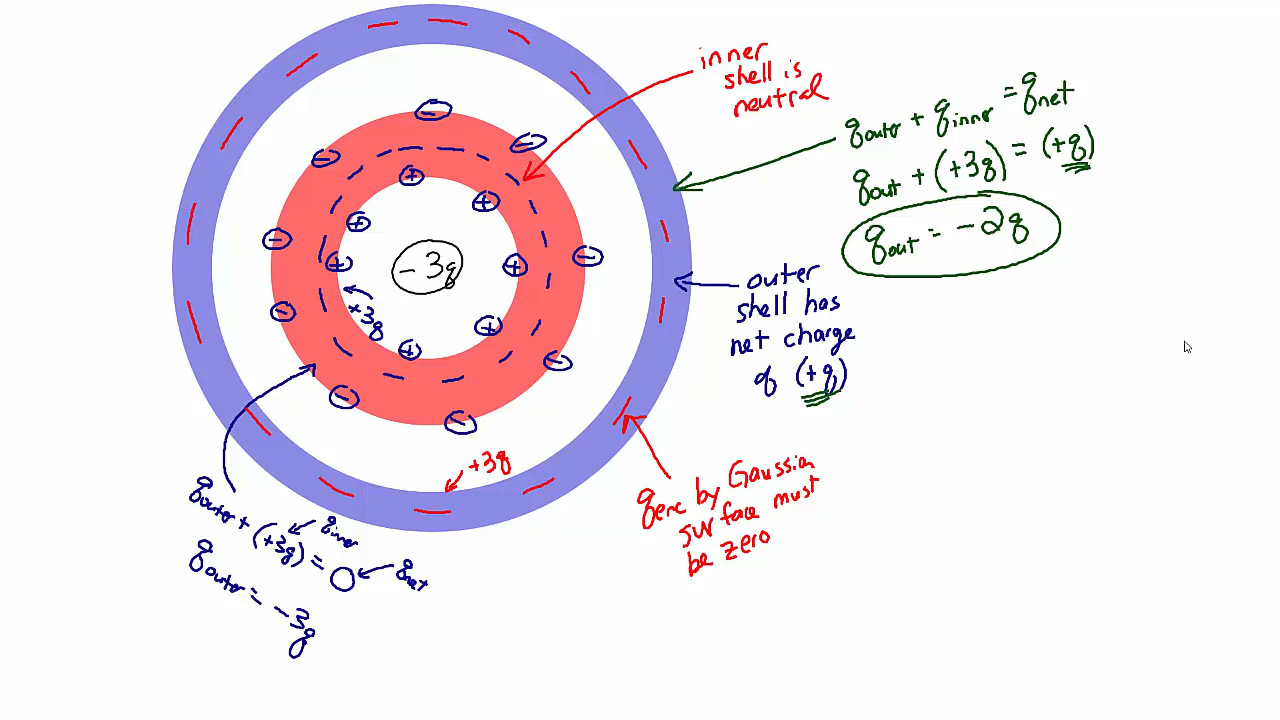 inner
shell is
neutral
q_outer + q_inner = q_net
q_out + (+3q) = (+q)
q_out = -2q
-3q
+3q
outer
shell has
net charge
of (+q)
+3q
q_enc by Gaussian
surface must
be zero
q_outer + (+3q) = 0
q_inner
q_net
q_outer = -3q